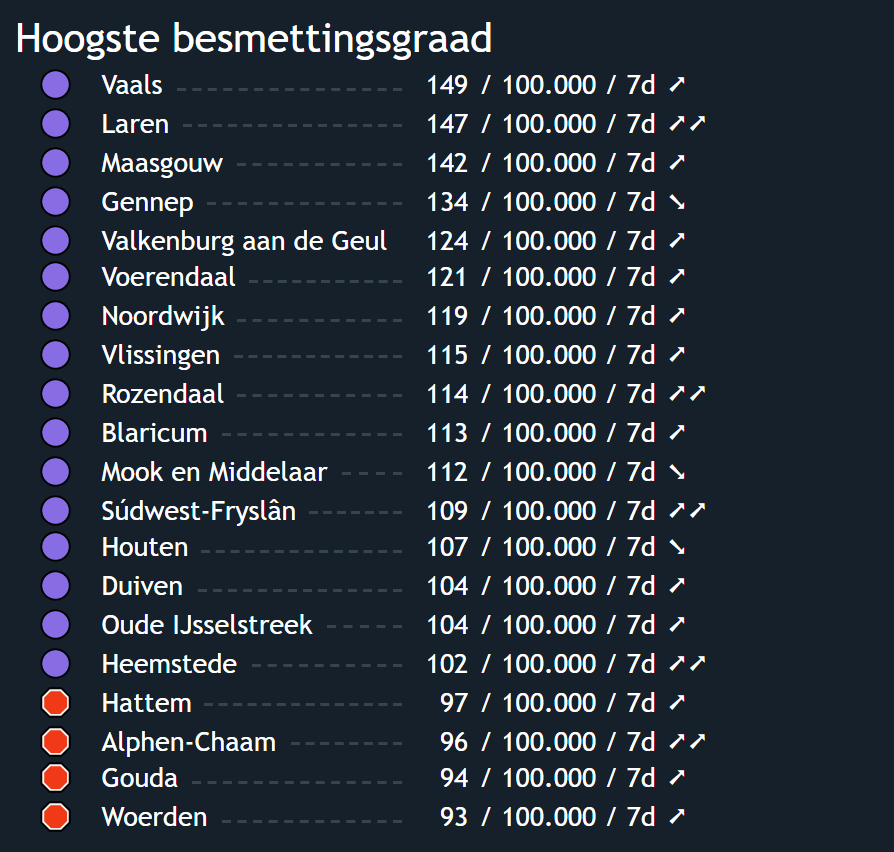 Hoogste besmettingsgraad
Vaals 149 / 100.000 / 7d ➚
Laren 147 / 100.000 / 7d ➚➚
Maasgouw 142 / 100.000 / 7d ➚
Gennep 134 / 100.000 / 7d ➘
Valkenburg aan de Geul 124 / 100.000 / 7d ➚
Voerendaal 121 / 100.000 / 7d ➚
Noordwijk 119 / 100.000 / 7d ➚
Vlissingen 115 / 100.000 / 7d ➚
Rozendaal 114 / 100.000 / 7d ➚➚
Blaricum 113 / 100.000 / 7d ➚
Mook en Middelaar 112 / 100.000 / 7d ➘
Súdwest-Fryslân 109 / 100.000 / 7d ➚➚
Houten 107 / 100.000 / 7d ➘
Duiven 104 / 100.000 / 7d ➚
Oude IJsselstreek 104 / 100.000 / 7d ➚
Heemstede 102 / 100.000 / 7d ➚➚
Hattem 97 / 100.000 / 7d ➚
Alphen-Chaam 96 / 100.000 / 7d ➚➚
Gouda 94 / 100.000 / 7d ➚
Woerden 93 / 100.000 / 7d ➚